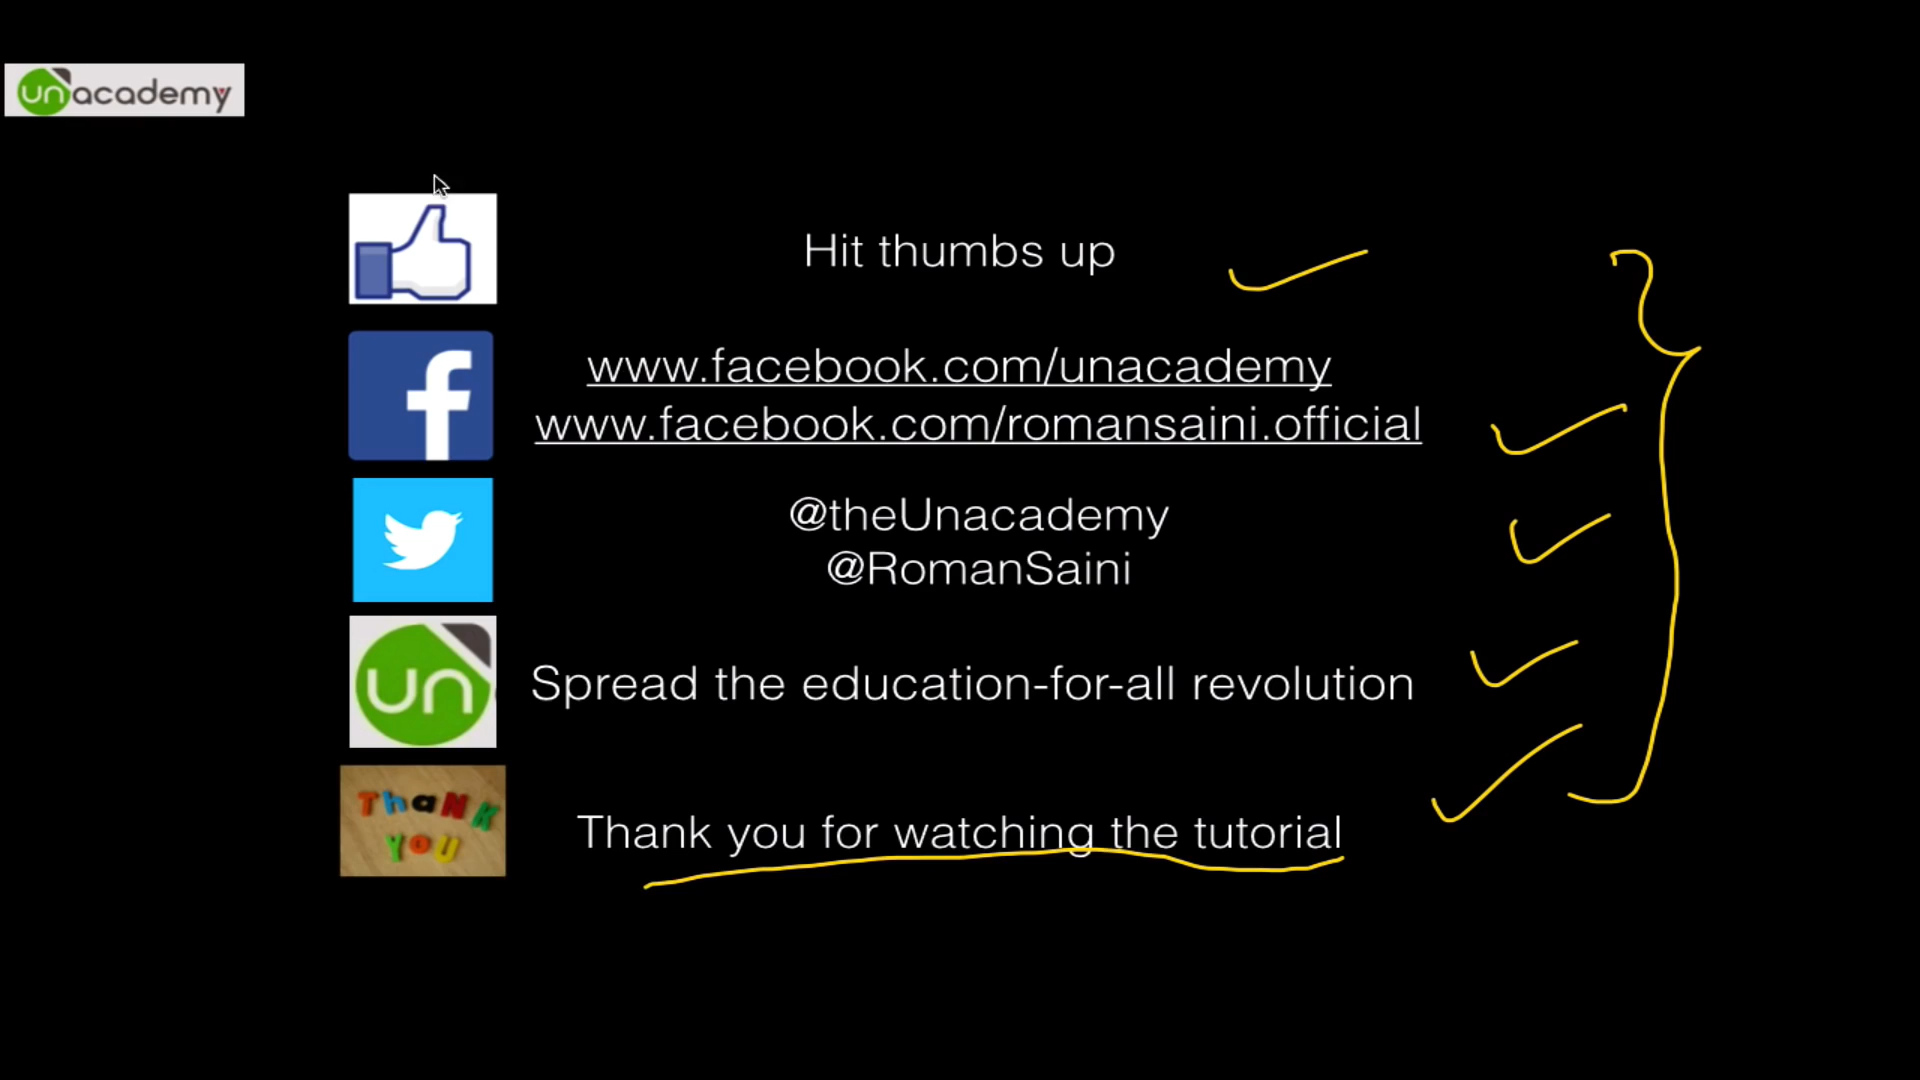 unacademy
Hit thumbs up
www.facebook.com/unacademy
www.facebook.com/romansaini.official
@theUnacademy
@RomanSaini
un
Spread the education-for-all revolution
ThaNK
YOU
Thank you for watching the tutorial